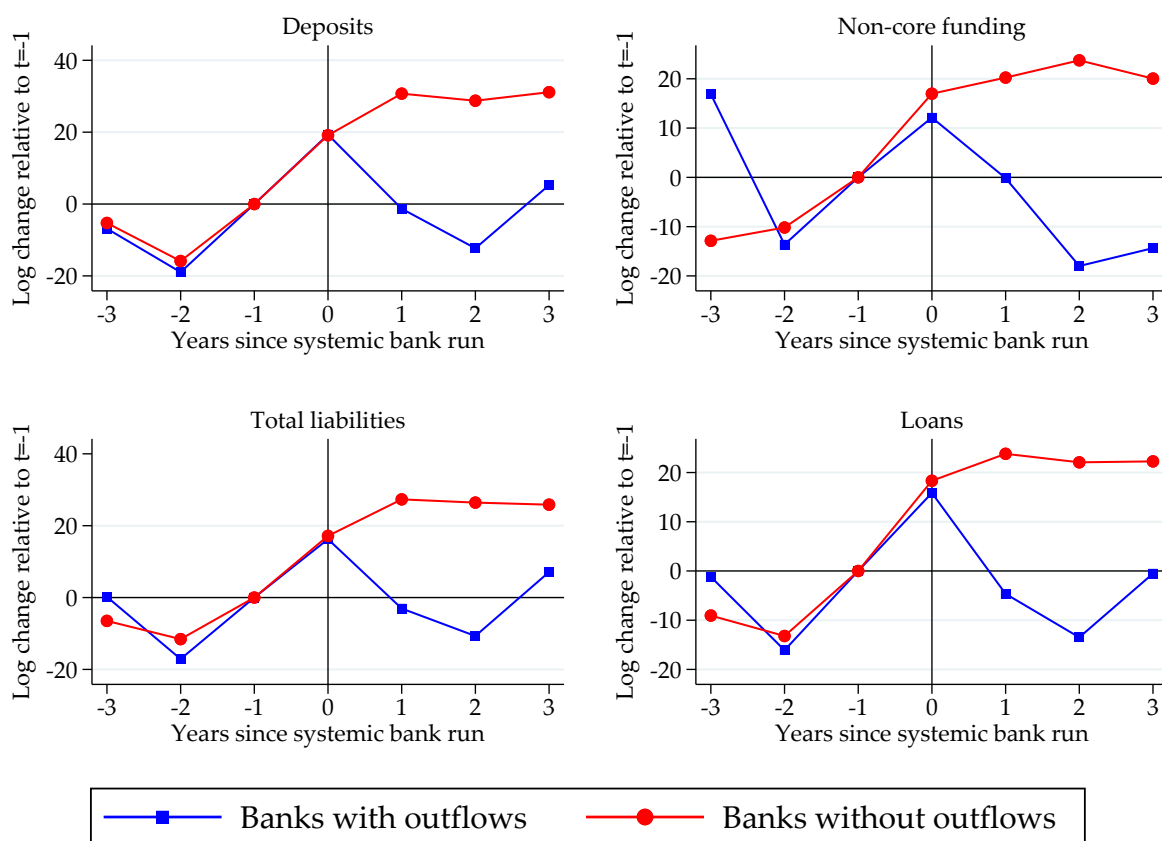 Deposits
Log change relative to t=-1
40
20
0
-20
-3 -2 -1 0 1 2 3
Years since systemic bank run
Non-core funding
Log change relative to t=-1
20
10
0
-10
-20
-3 -2 -1 0 1 2 3
Years since systemic bank run
Total liabilities
Log change relative to t=-1
40
20
0
-20
-3 -2 -1 0 1 2 3
Years since systemic bank run
Loans
Log change relative to t=-1
20
10
0
-10
-20
-3 -2 -1 0 1 2 3
Years since systemic bank run
Banks with outflows
Banks without outflows